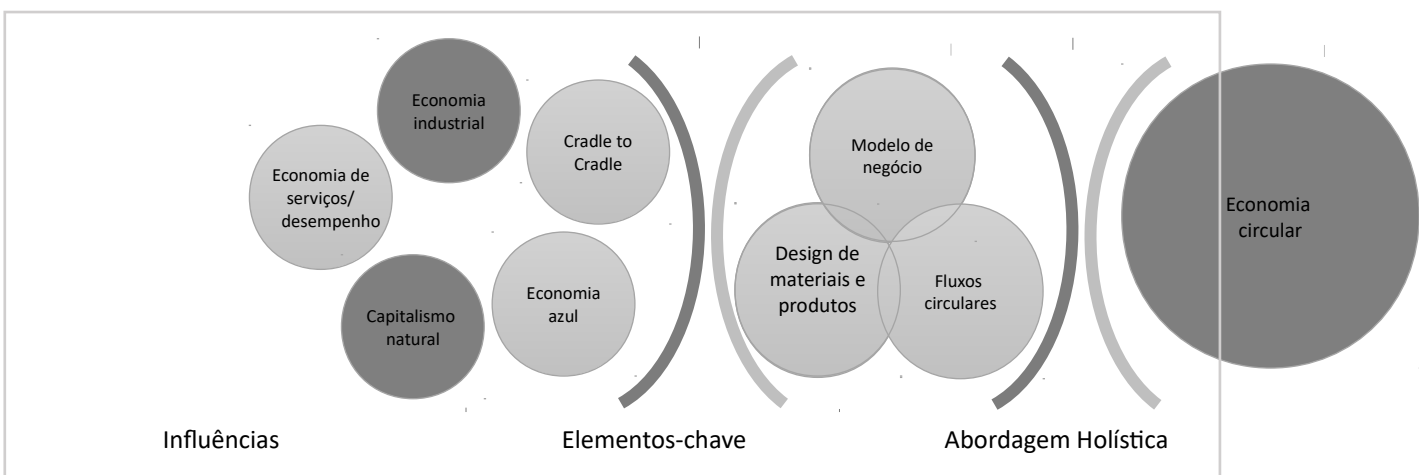 Economia
industrial
Economia de
serviços/
desempenho
Cradle to
Cradle
Capitalismo
natural
Economia
azul
Modelo de
negócio
Design de
materiais e
produtos
Fluxos
circulares
Economia
circular
Influências
Elementos-chave
Abordagem Holística